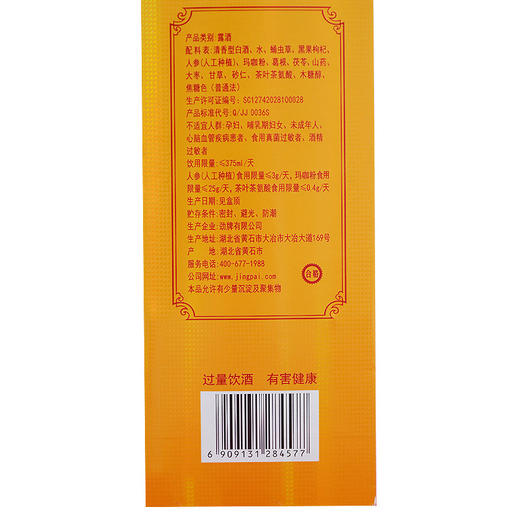 产品类别:露酒
配料表:清香型白酒、水、蛹虫草、黑果枸杞、
人参(人工种植)、玛咖粉、葛根、茯苓、山药、
大枣、甘草、砂仁、茶叶茶氨酸、木糖醇、
焦糖色(普通法)
生产许可证编号:SC12742028100028
产品标准代号:Q/JJ 0036S
不适宜人群:孕妇、哺乳期妇女、未成年人、
心脑血管疾病患者、食用真菌过敏者、酒精
过敏者
饮用限量:≤375ml/天
人参(人工种植)食用限量≤3g/天,玛咖粉食用
限量≤25g/天,茶叶茶氨酸食用限量≤0.4g/天
生产日期:见盒顶
贮存条件:密封、避光、防潮
生产企业:劲牌有限公司
生产地址:湖北省黄石市大冶市大冶大道169号
产 地:湖北省黄石市
服务电话:400-677-1988
公司网址:www.jingpai.com
本品允许有少量沉淀及聚集物
合格
过量饮酒 有害健康
6 909131 284577